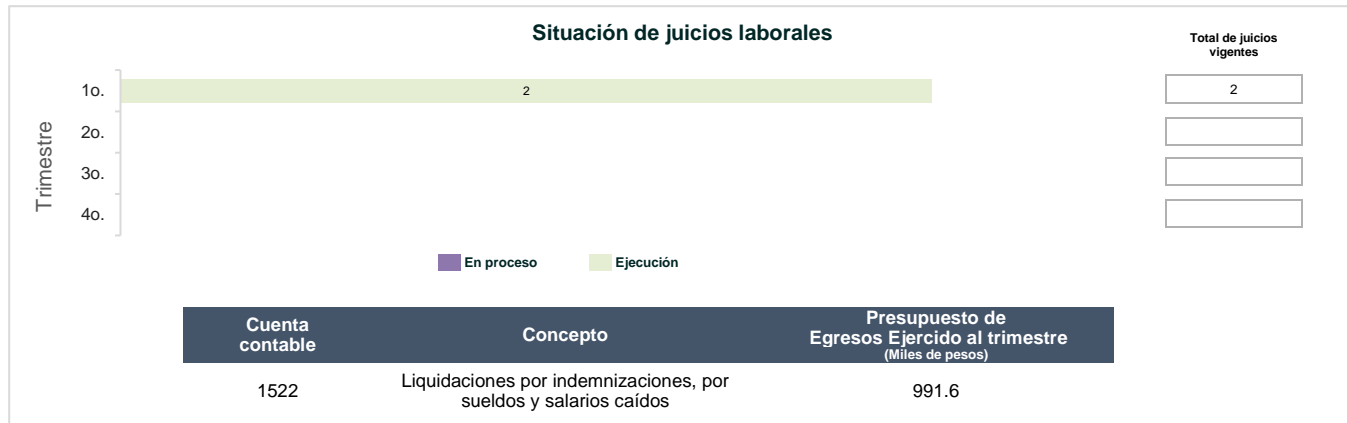 Situación de juicios laborales
Total de juicios
vigentes
Trimestre
1o.
2
2
2o.
3o.
4o.
En proceso
Ejecución
Cuenta
contable
Concepto
Presupuesto de
Egresos Ejercido al trimestre
(Miles de pesos)
1522
Liquidaciones por indemnizaciones, por
sueldos y salarios caídos
991.6